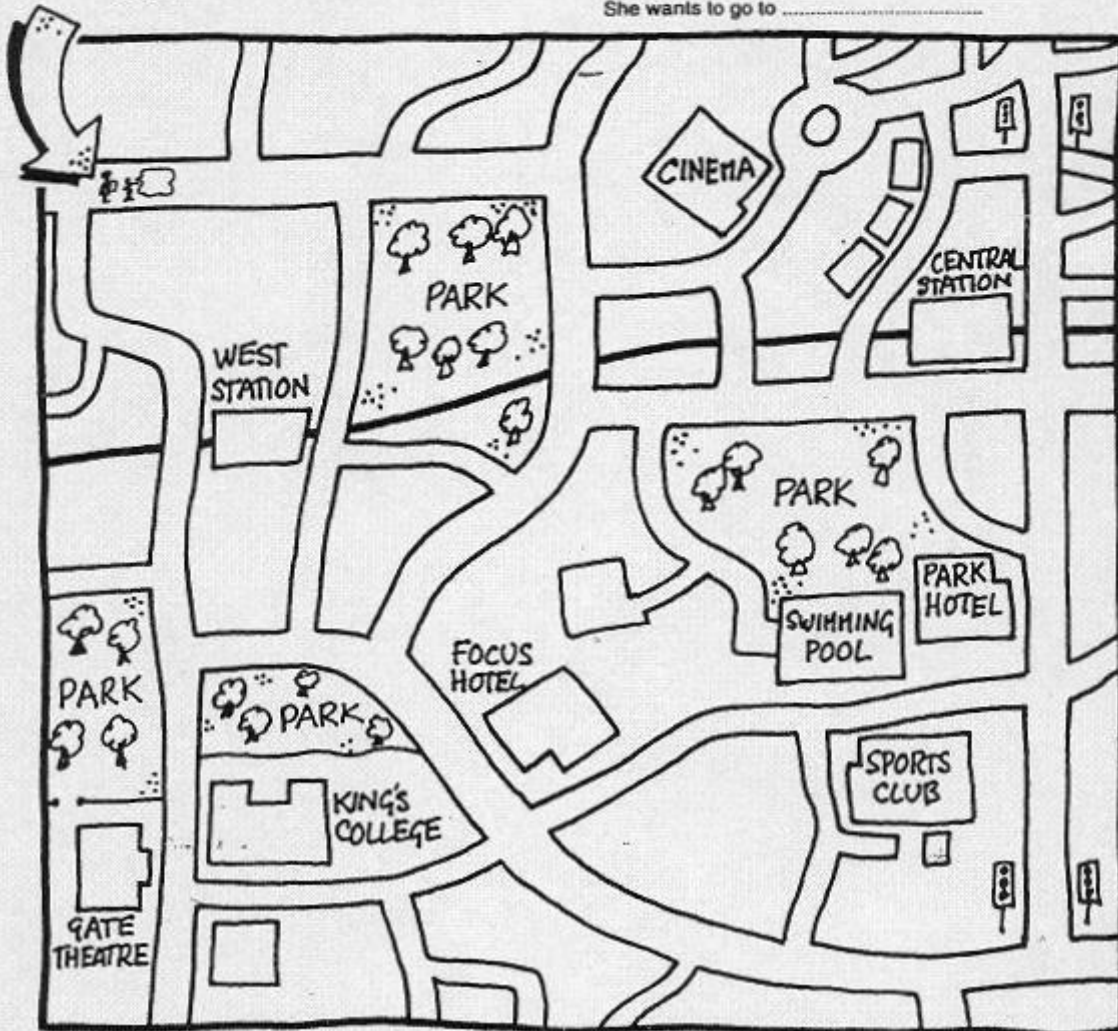 She wants to go to ................................
CINEMA
CENTRAL
STATION
PARK
WEST
STATION
PARK
PARK
HOTEL
SWIMMING
POOL
FOCUS
HOTEL
PARK
PARK
SPORTS
CLUB
KING'S
COLLEGE
GATE
THEATRE